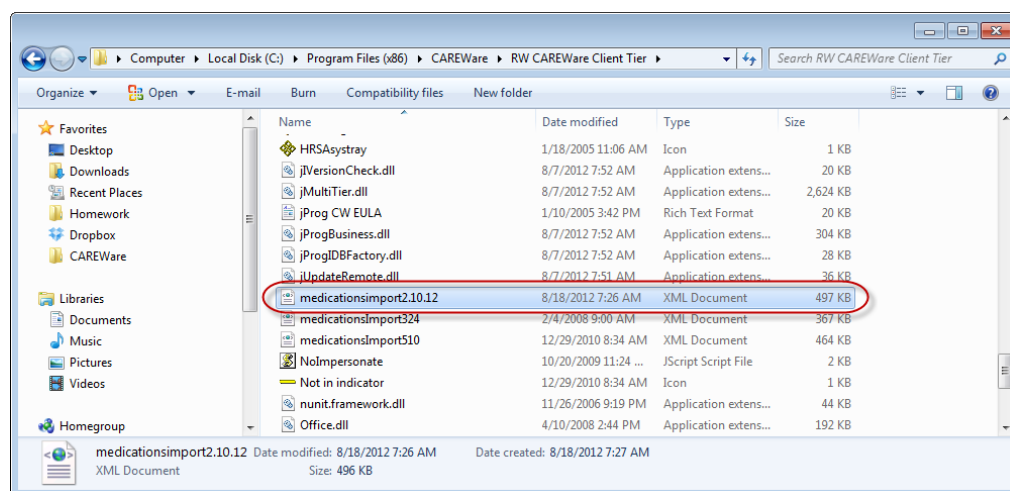 Computer Local Disk (C:) Program Files (x86) CAREWare RW CAREWare Client Tier Search RW CAREWare Client Tier
Organize Open E-mail Burn Compatibility files New folder
Favorites
Desktop
Downloads
Recent Places
Homework
Dropbox
CAREWare
Libraries
Documents
Music
Pictures
Videos
Homegroup
Name Date modified Type Size
HRSAsystray 1/18/2005 11:06 AM Icon 1 KB
jIVersionCheck.dll 8/7/2012 7:52 AM Application extens... 20 KB
jMultiTier.dll 8/7/2012 7:52 AM Application extens... 2,624 KB
jProg CW EULA 1/10/2005 3:42 PM Rich Text Format 20 KB
jProgBusiness.dll 8/7/2012 7:52 AM Application extens... 304 KB
jProgIDBFactory.dll 8/7/2012 7:52 AM Application extens... 28 KB
jUpdateRemote.dll 8/7/2012 7:51 AM Application extens... 36 KB
medicationsimport2.10.12 8/18/2012 7:26 AM XML Document 497 KB
medicationsImport324 2/4/2008 9:00 AM XML Document 367 KB
medicationsImport510 12/29/2010 8:34 AM XML Document 464 KB
NoImpersonate 10/20/2009 11:24 ... JScript Script File 2 KB
Not in indicator 12/29/2010 8:34 AM Icon 1 KB
nunit.framework.dll 11/26/2006 9:19 PM Application extens... 44 KB
Office.dll 4/10/2008 2:44 PM Application extens... 192 KB
medicationsimport2.10.12 Date modified: 8/18/2012 7:26 AM Date created: 8/18/2012 7:27 AM
XML Document Size: 496 KB